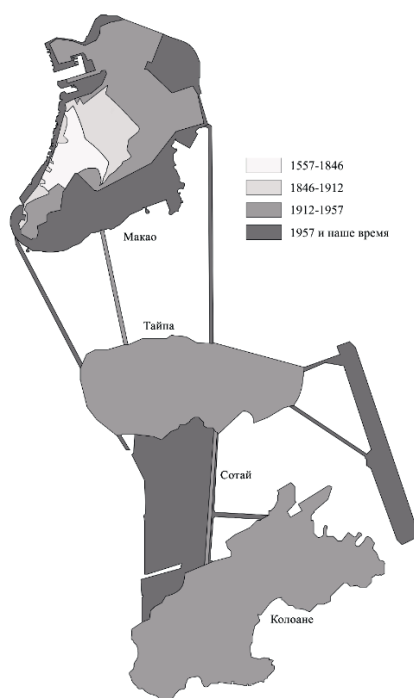 1557-1846
1846-1912
1912-1957
1957 и наше время
Макао
Тайпа
Сотай
Колоане